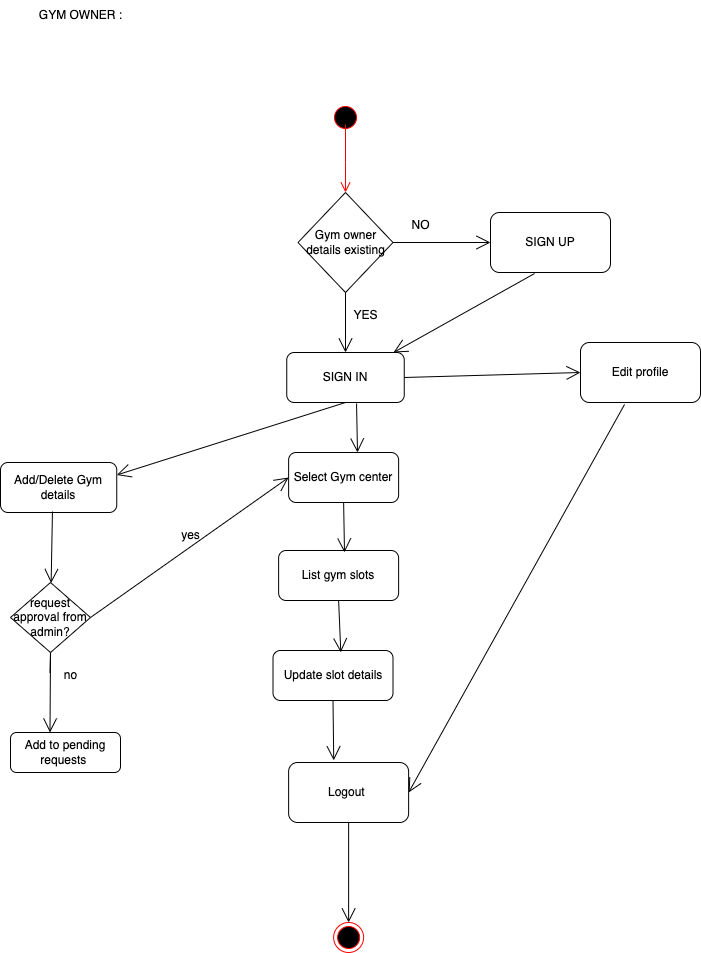 GYM OWNER :
Gym owner
details existing
NO
SIGN UP
YES
SIGN IN
Edit profile
Add/Delete Gym
details
Select Gym center
yes
List gym slots
request
approval from
admin?
no
Update slot details
Add to pending
requests
Logout